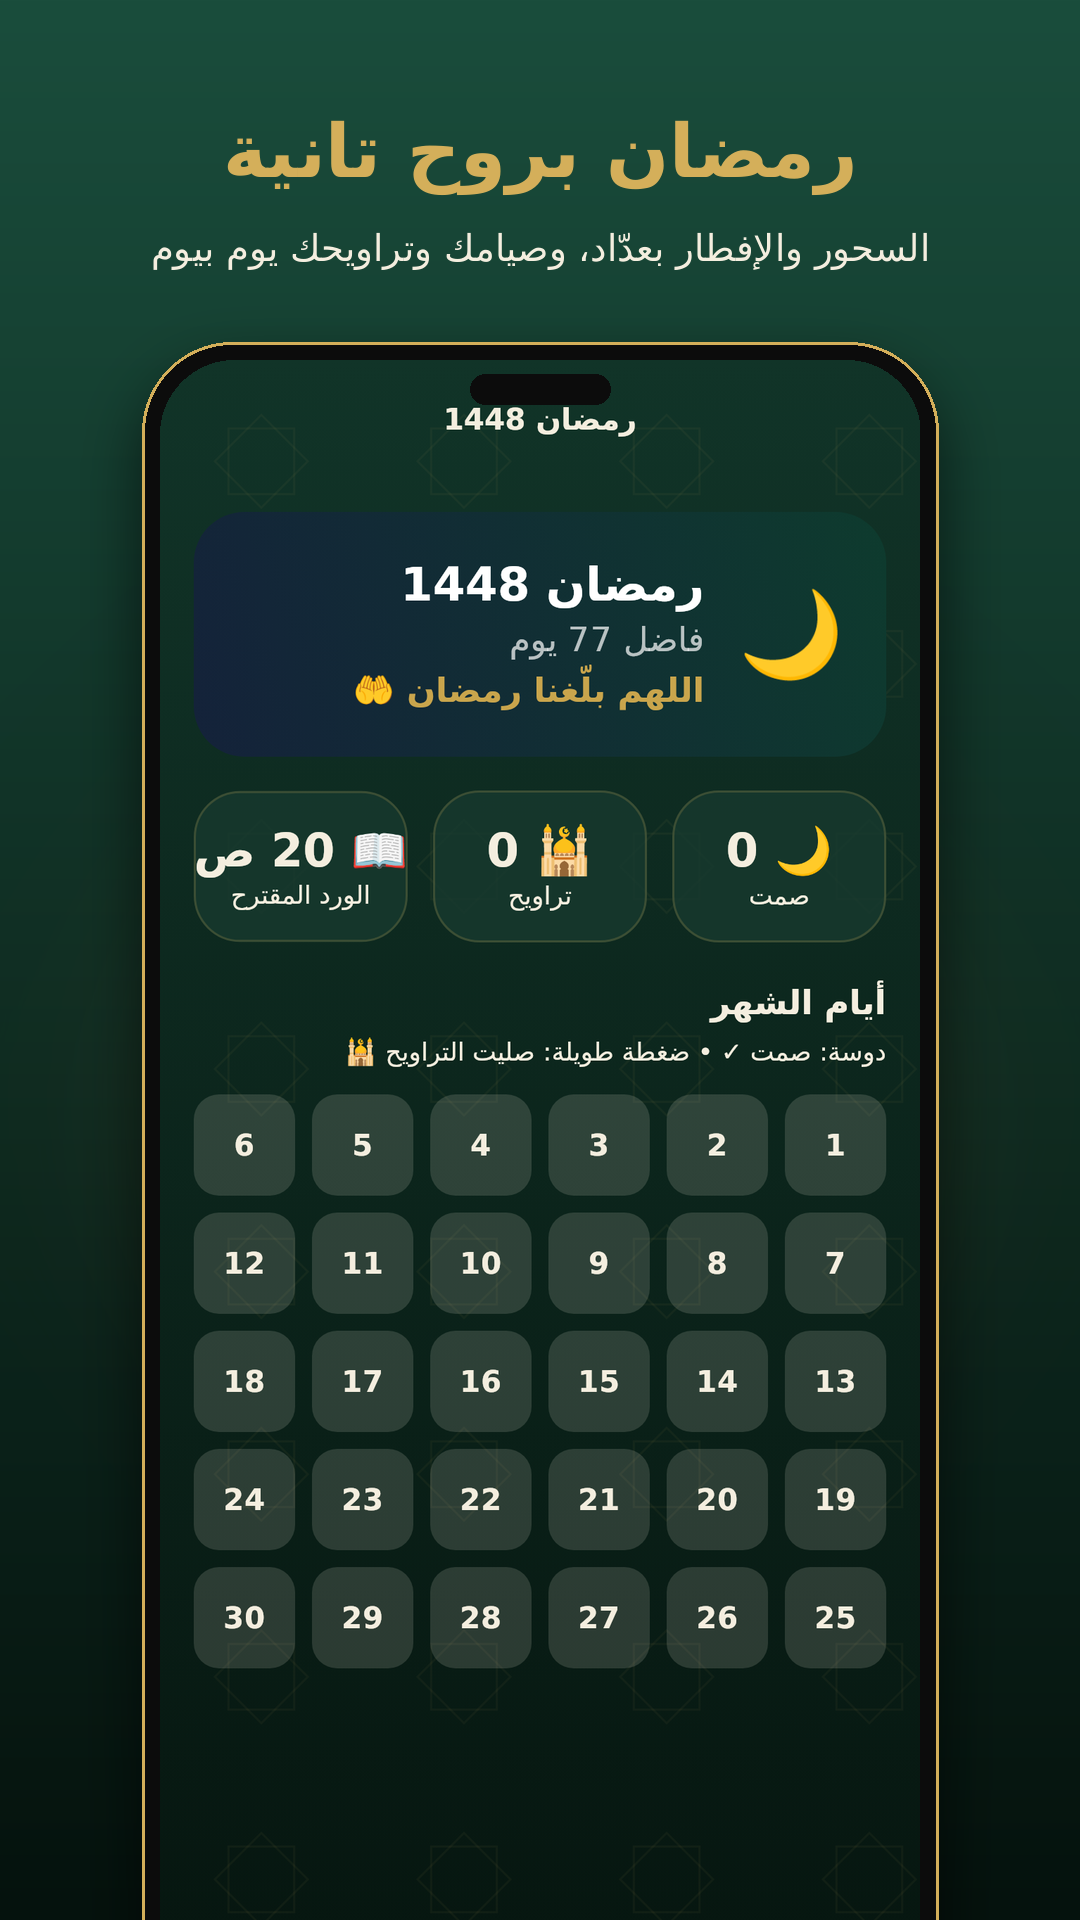 رمضان بروح تانية
السحور والإفطار بعدّاد، وصيامك وتراويحك يوم بيوم
رمضان 1448
رمضان 1448
فاضل 77 يوم
اللهم بلّغنا رمضان 🤲
🌙 0
صمت
🕌 0
تراويح
📖 20 ص
الورد المقترح
أيام الشهر
دوسة: صمت ✓ • ضغطة طويلة: صليت التراويح 🕌
1 2 3 4 5 6
7 8 9 10 11 12
13 14 15 16 17 18
19 20 21 22 23 24
25 26 27 28 29 30